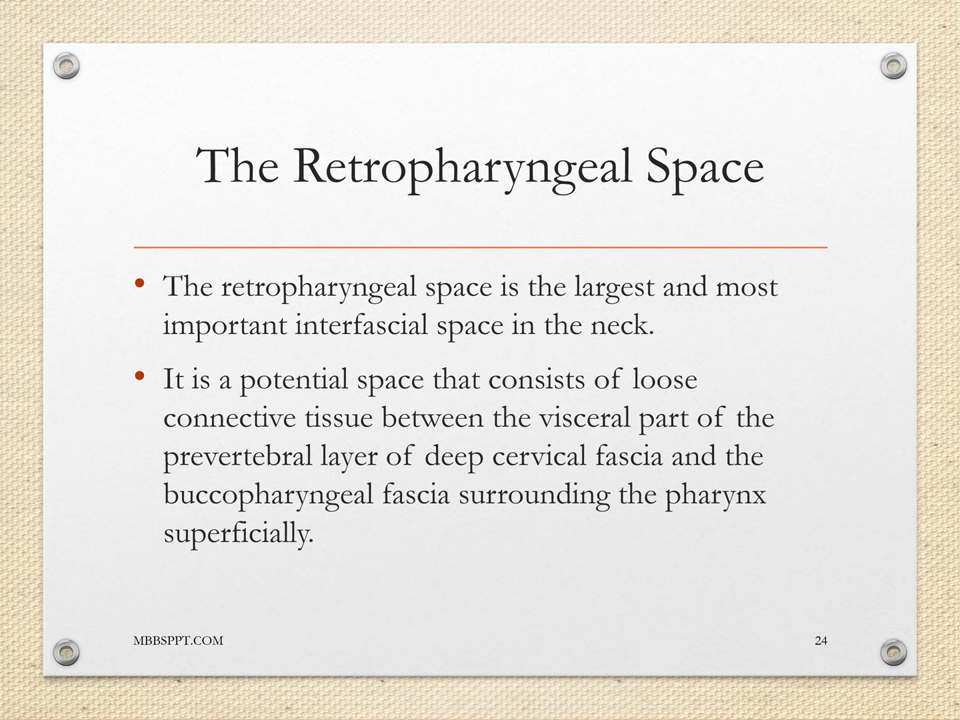 The Retropharyngeal Space
• The retropharyngeal space is the largest and most
important interfascial space in the neck.
• It is a potential space that consists of loose
connective tissue between the visceral part of the
prevertebral layer of deep cervical fascia and the
buccopharyngeal fascia surrounding the pharynx
superficially.
MBBSPPT.COM
24